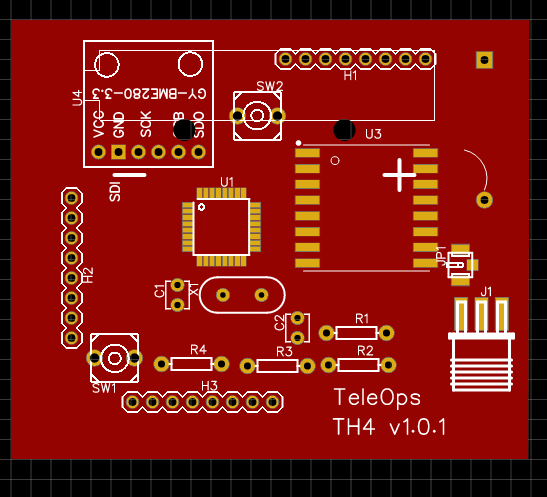 SW2
H1
U4
GY-BME280-3.3
VCC
GND
SCK
SDO
SDI
U3
U1
JP1
H2
C1
X1
J1
C2
R1
R4
R3
R2
SW1
H3
TeleOps
TH4 v1.0.1